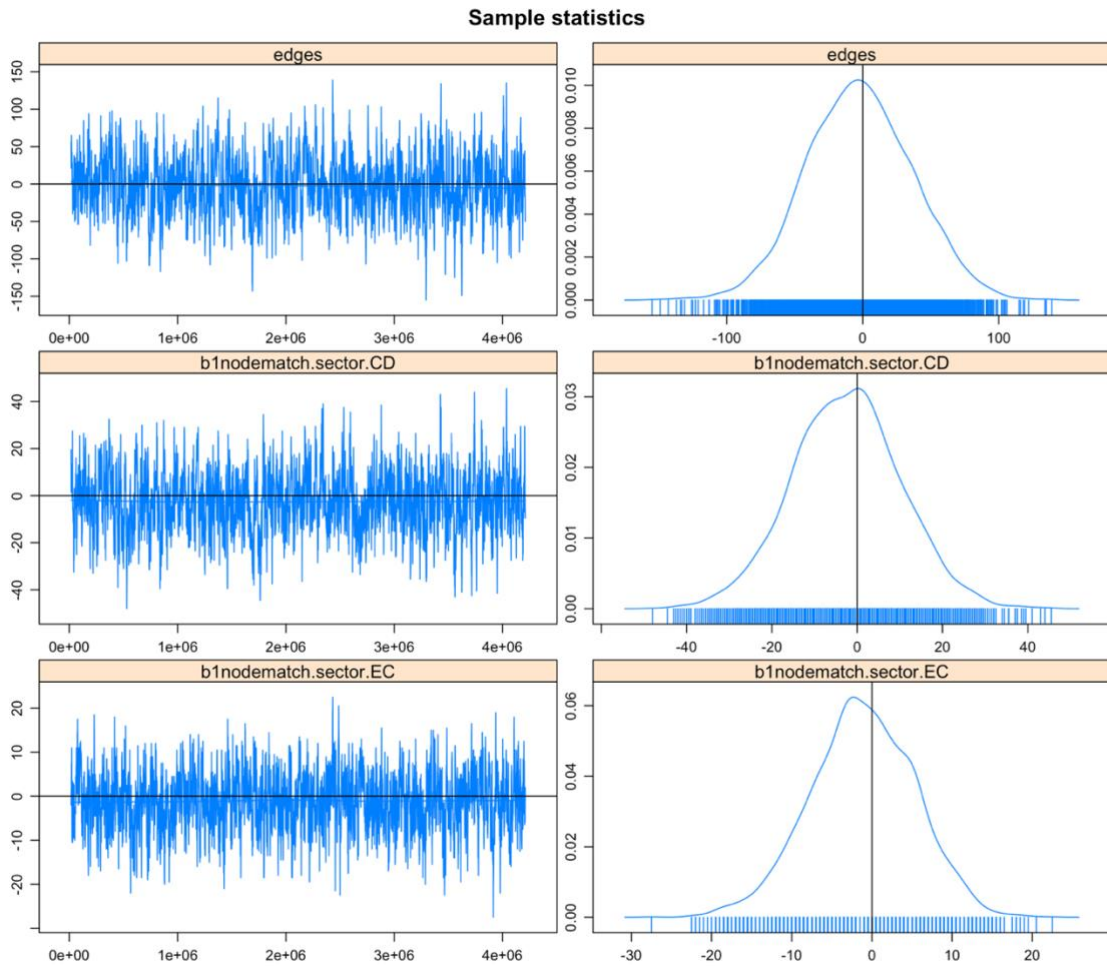 Sample statistics
edges
edges
150
100
50
0
-50
-100
-150
0.010
0.008
0.006
0.004
0.002
0.000
0e+00 1e+06 2e+06 3e+06 4e+06
-100 0 100
b1nodematch.sector.CD
b1nodematch.sector.CD
40
20
0
20
40
0.03
0.02
0.01
0.00
0e+00 1e+06 2e+06 3e+06 4e+06
-40 -20 0 20 40
b1nodematch.sector.EC
b1nodematch.sector.EC
20
10
0
-10
-20
0.06
0.04
0.02
0.00
0e+00 1e+06 2e+06 3e+06 4e+06
-30 -20 -10 0 10 20